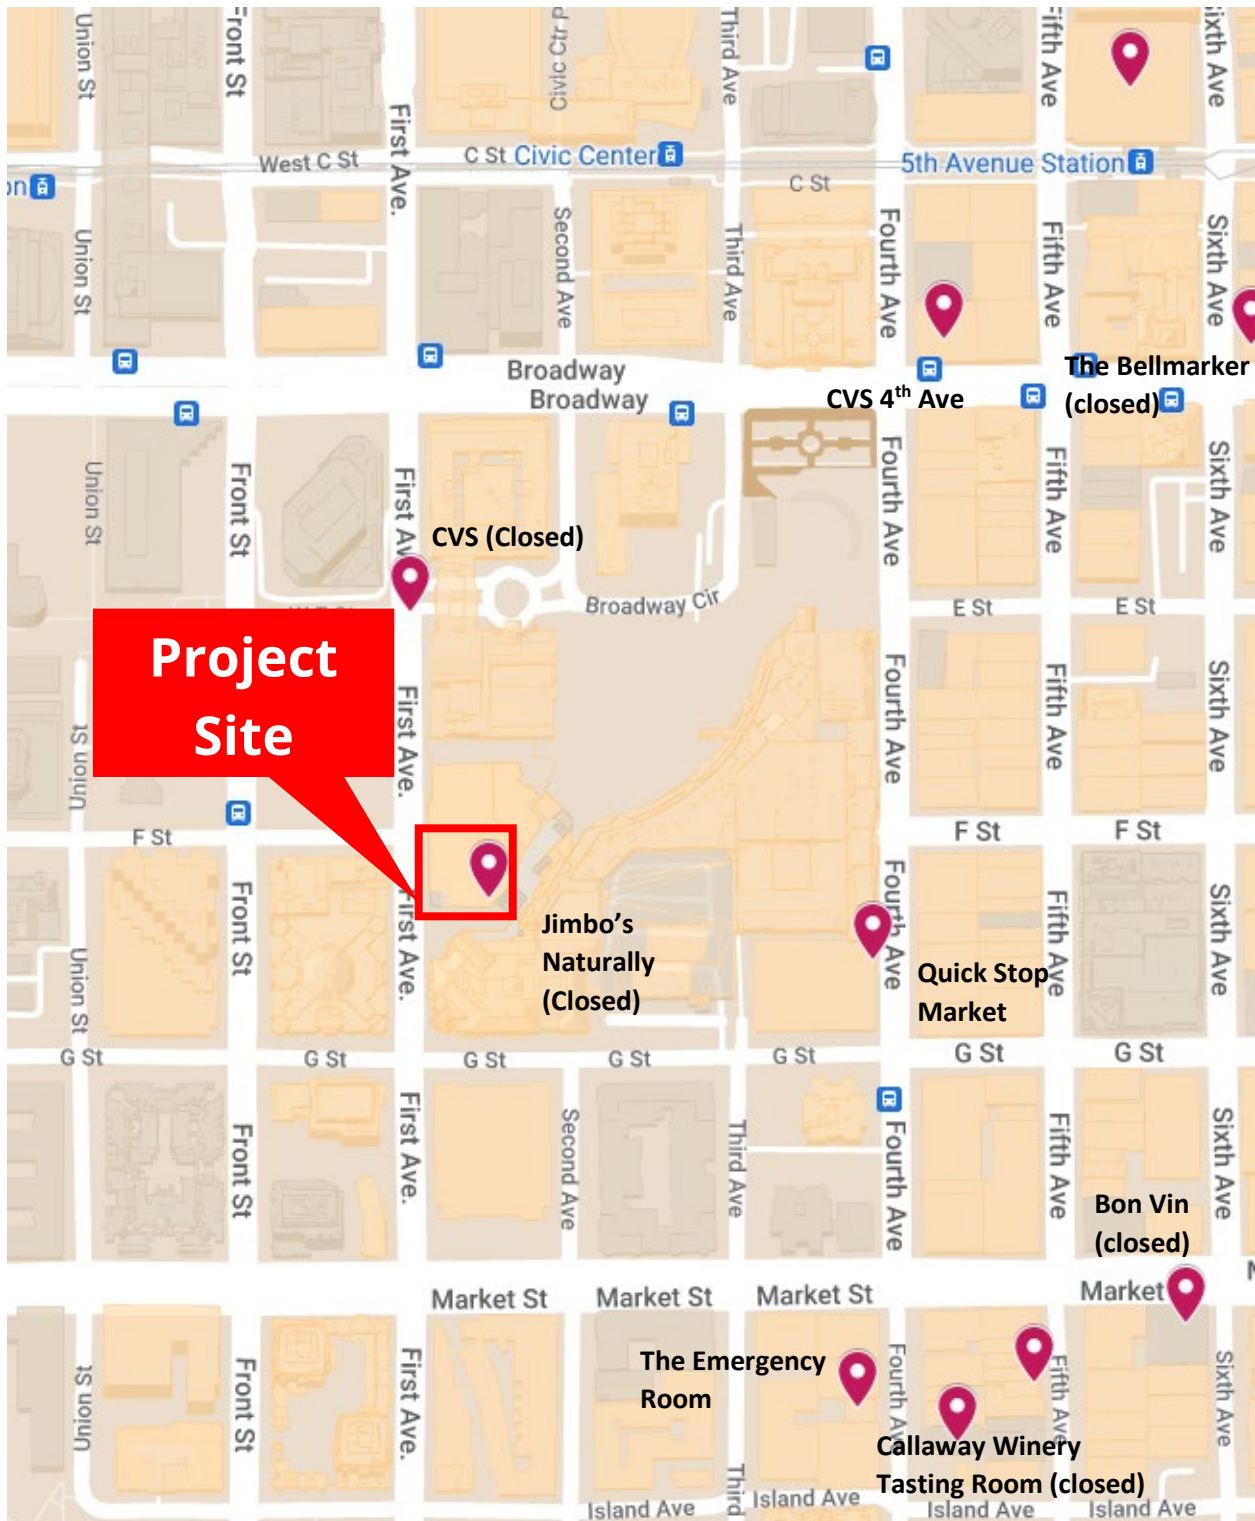 Union St
Front St
First Ave.
Civic Ctr
Civic Ctr
Third Ave
Fifth Ave
Sixth Ave
West C St
C St
Civic Center
5th Avenue Station
C St
on
Union St
Second Ave
Third Ave
Fourth Ave
Fifth Ave
Sixth Ave
Broadway
Broadway
CVS 4th Ave
The Bellmarker
(closed)
Union St
Front St
First Av
CVS (Closed)
Fourth Ave
Fifth Ave
Sixth Ave
Broadway Cir
E St
E St
Project
Site
Union St
First Ave.
Fourth Ave
Fifth Ave
Sixth Ave
F St
F St
F St
Front St
First Ave.
Jimbo’s
Naturally
(Closed)
Fourth Ave
Quick Stop
Market
Fifth Ave
Sixth Ave
Union St
G St
G St
G St
G St
G St
G St
G St
Front St
First Ave.
Second Ave
Third Ave
Fourth Ave
Fifth Ave
Sixth Ave
Bon Vin
(closed)
Market St
Market St
Market St
Market
Union St
Front St
First Ave.
The Emergency
Room
Third
Fourth Av
Fifth Ave
Sixth Ave
Callaway Winery
Tasting Room (closed)
Island Ave
Island Ave
Island Ave
Island Ave